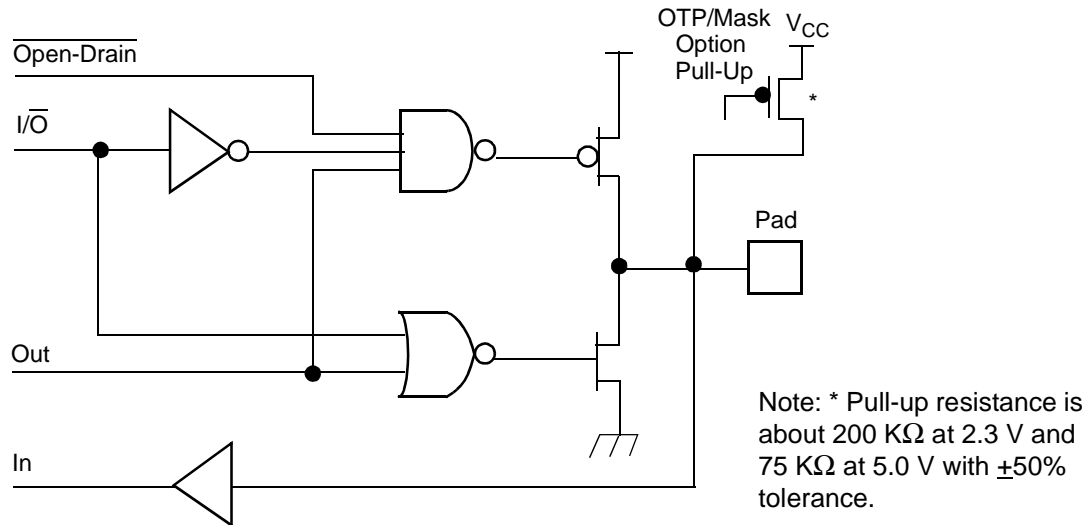 OTP/Mask
Option
Pull-Up
VCC
Open-Drain
*
I/O
Pad
Out
Note: * Pull-up resistance is
about 200 KΩ at 2.3 V and
75 KΩ at 5.0 V with ±50%
tolerance.
In